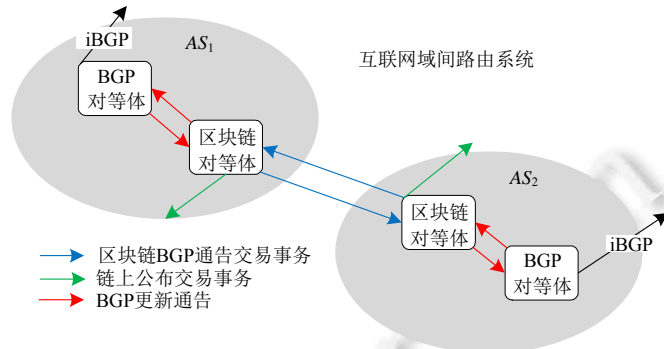 iBGP
AS1
互联网域间路由系统
BGP
对等体
区块链
对等体
AS2
区块链
对等体
BGP
对等体
iBGP
区块链BGP通告交易事务
链上公布交易事务
BGP更新通告